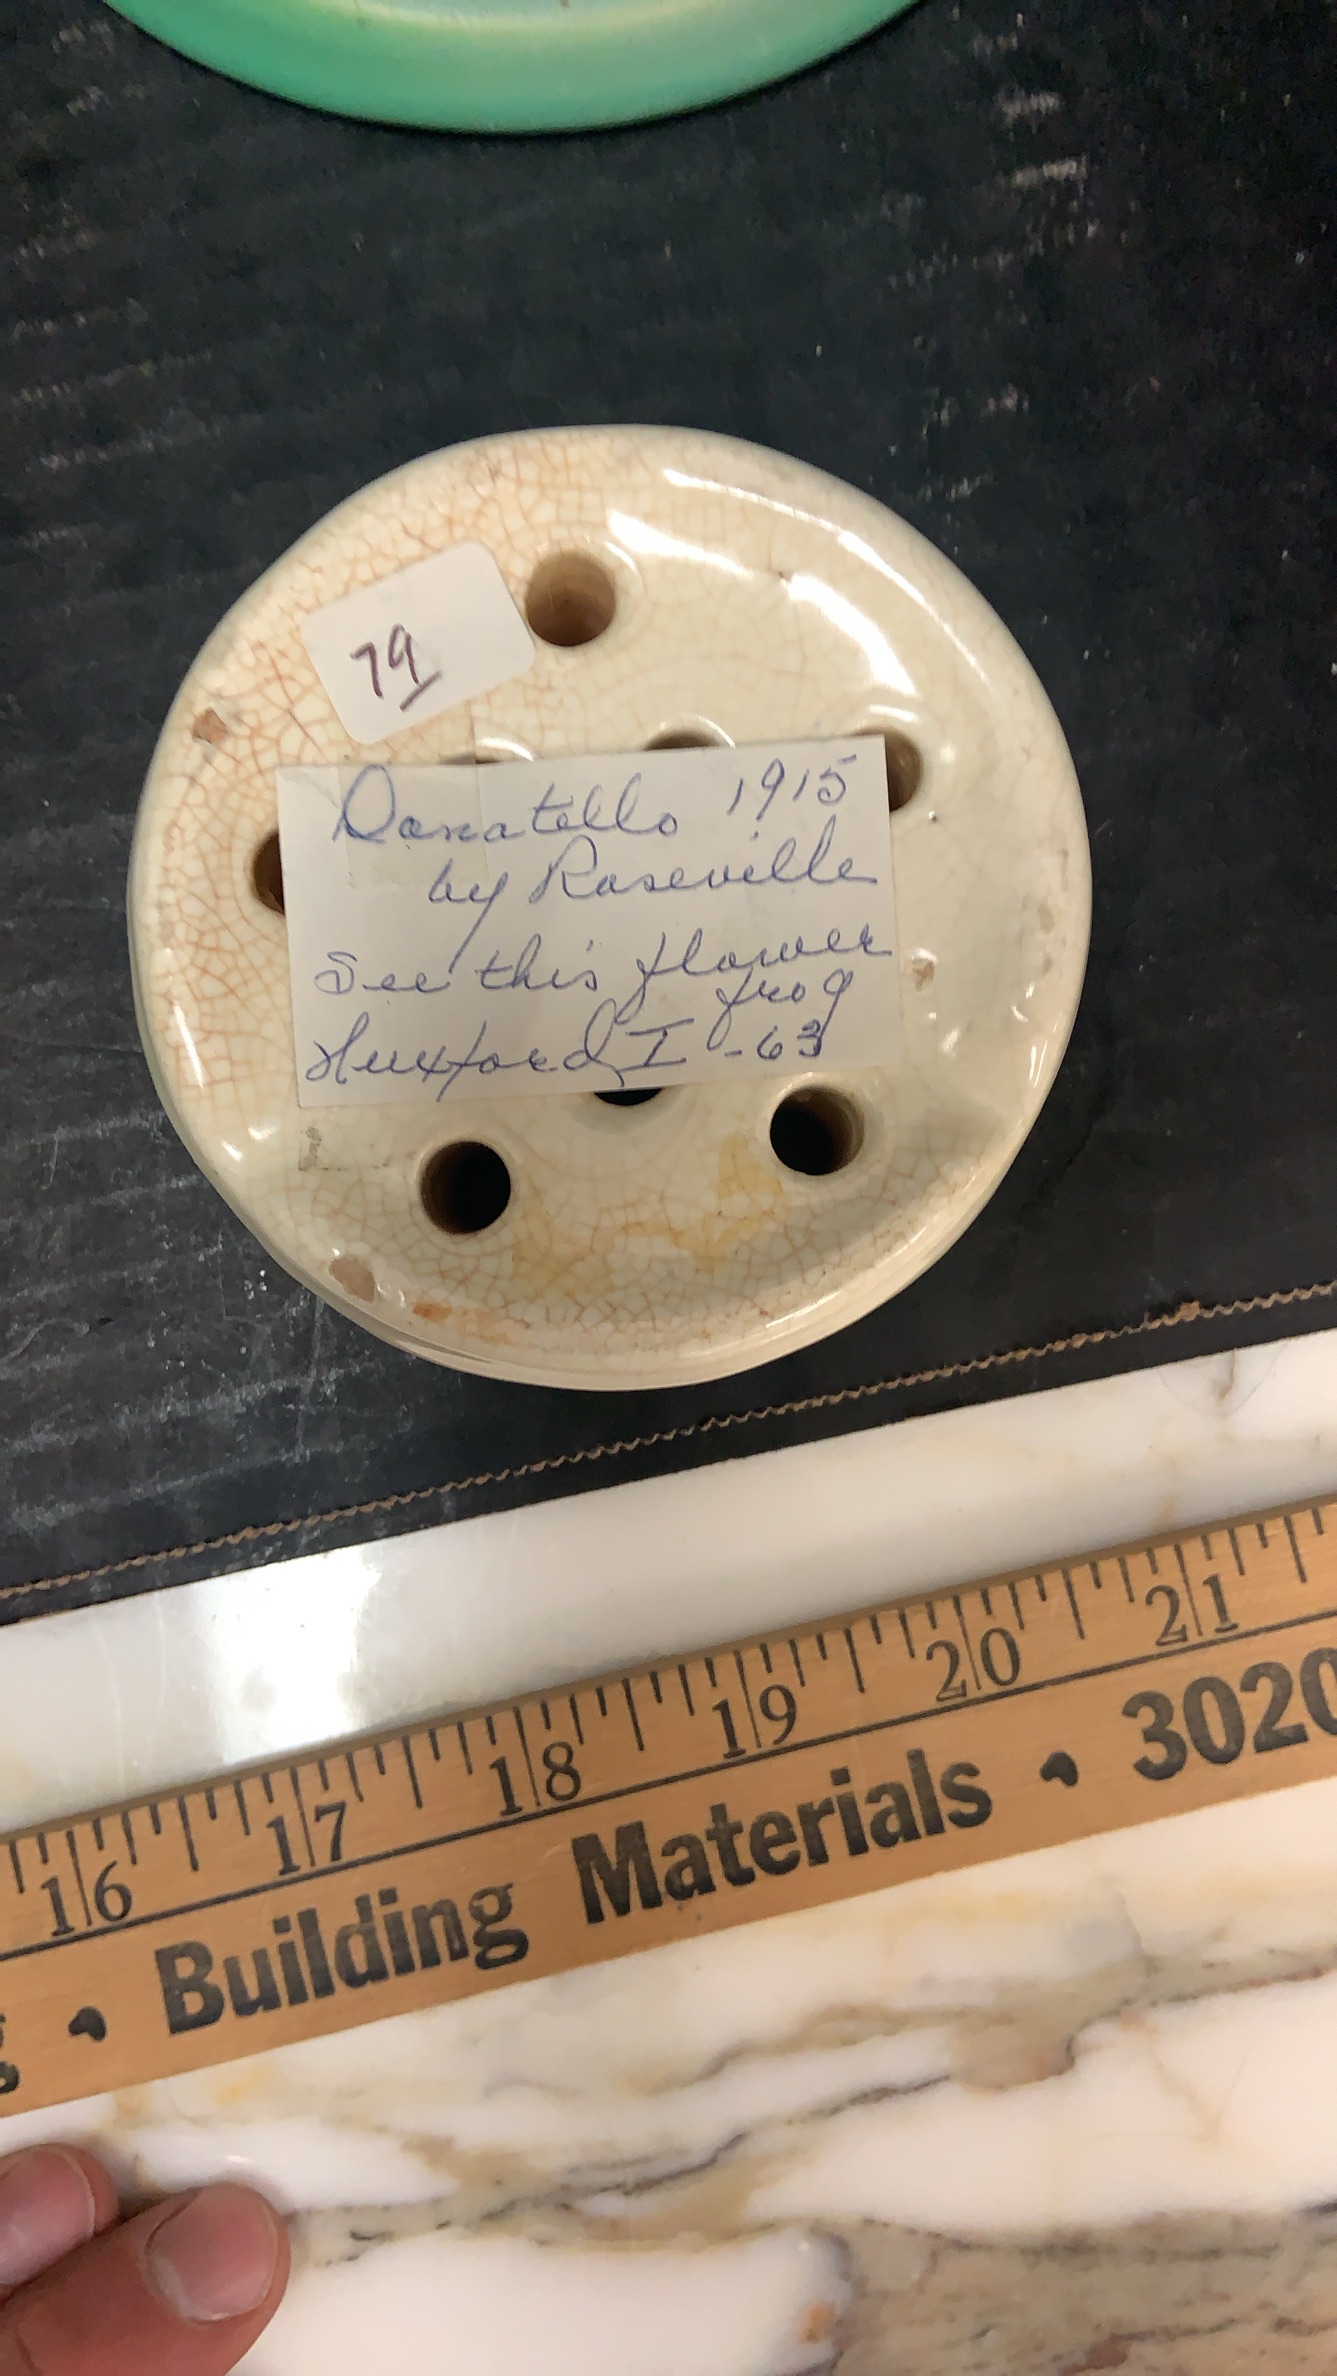 79
Donatello 1915
by Roseville
See this flower
frog
Huxford I - 63
16 17 18 19 20 21
• Building Materials • 3020